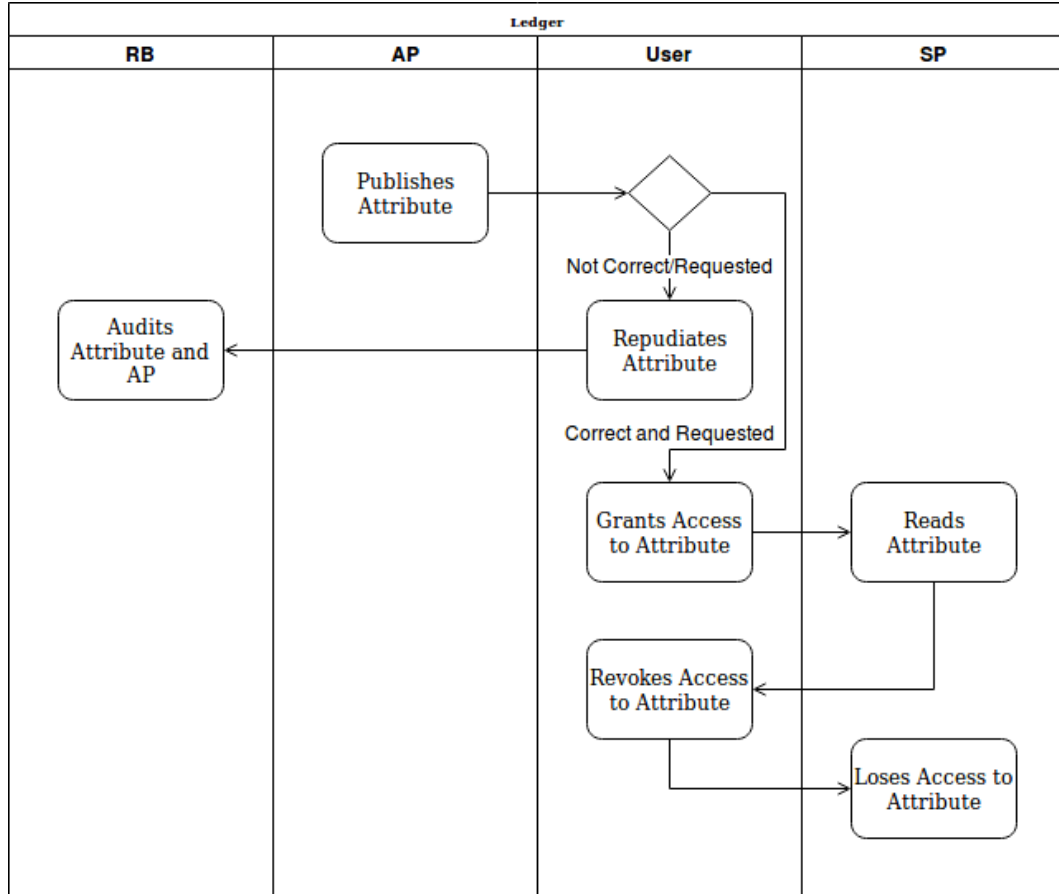 Ledger
RB
AP
User
SP
Publishes
Attribute
Not Correct/Requested
Audits
Attribute and
AP
Repudiates
Attribute
Correct and Requested
Grants Access
to Attribute
Reads
Attribute
Revokes Access
to Attribute
Loses Access to
Attribute